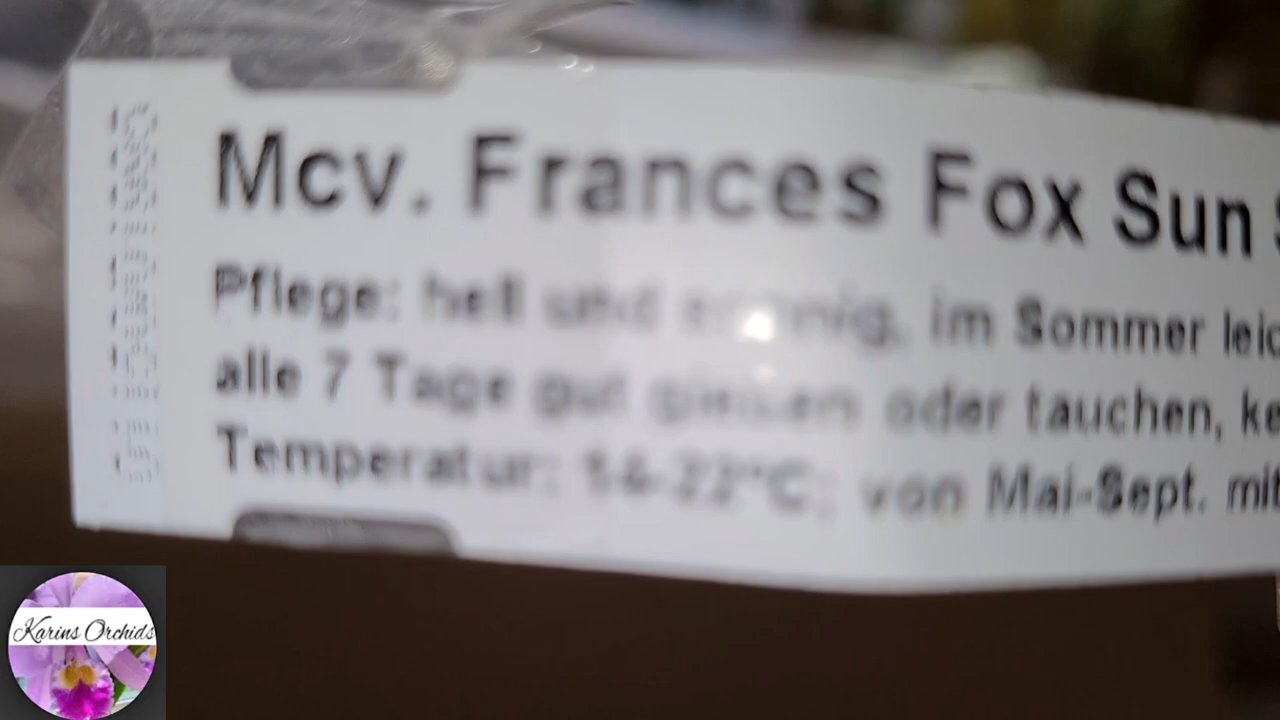 Mcv. Frances Fox Sun
Pflege: hell und sonnig, im Sommer
alle 7 Tage gut giessen oder tauchen,
Temperatur: 14-22°C; von Mai-Sept. mit
Karins Orchids